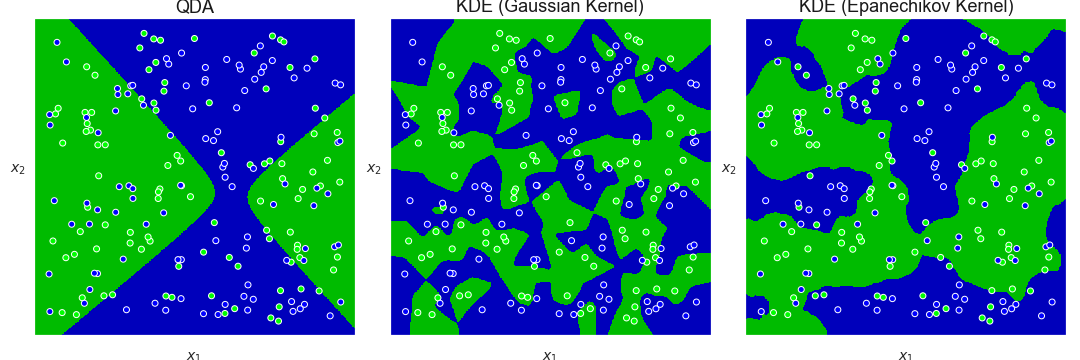 QDA
KDE (Gaussian Kernel)
KDE (Epanechikov Kernel)
x2
x2
x2
x1
x1
x1